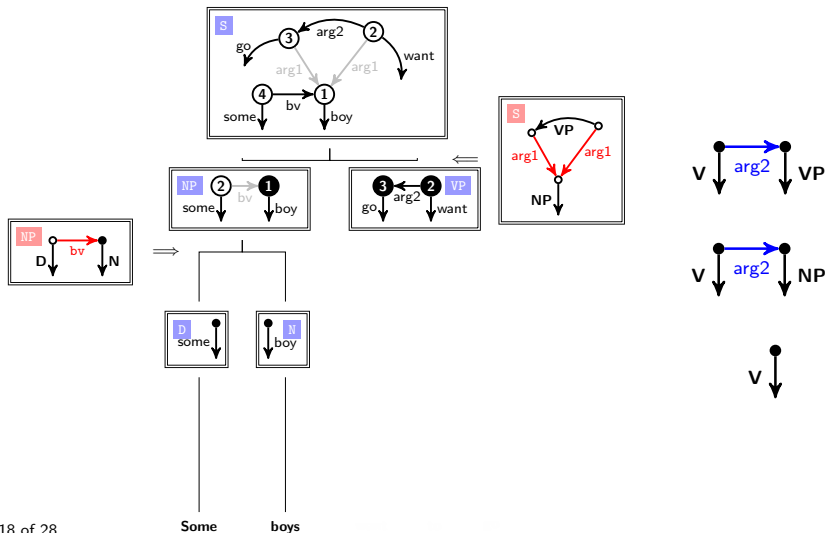 S
3
2
go
arg2
want
arg1
arg1
4
1
some
bv
boy
S
VP
arg1
arg1
NP
V
arg2
VP
NP
2
1
some
bv
boy
3
2
VP
go
arg2
want
NP
D
bv
N
V
arg2
NP
D
some
N
boy
V
18 of 28
Some boys